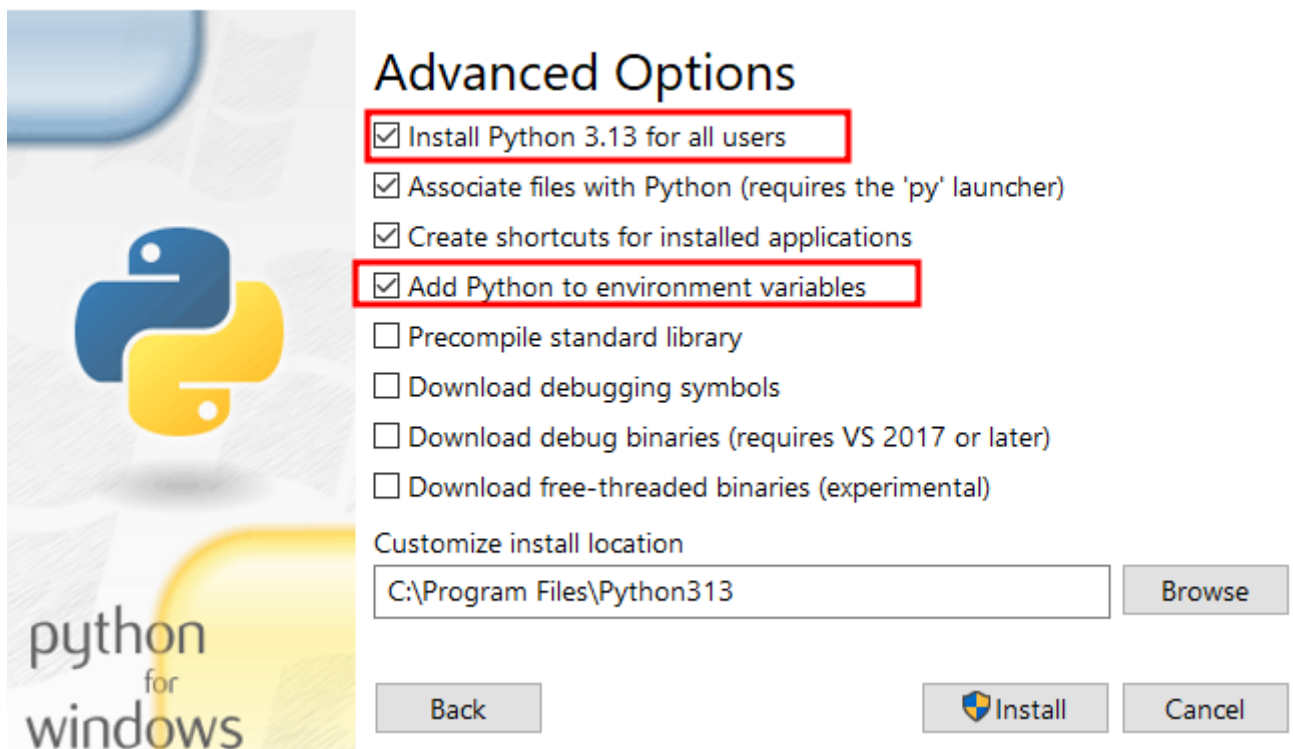 Advanced Options
Install Python 3.13 for all users
Associate files with Python (requires the 'py' launcher)
Create shortcuts for installed applications
Add Python to environment variables
Precompile standard library
Download debugging symbols
Download debug binaries (requires VS 2017 or later)
Download free-threaded binaries (experimental)
Customize install location
C:\Program Files\Python313
Browse
python
for
windows
Back
Install
Cancel